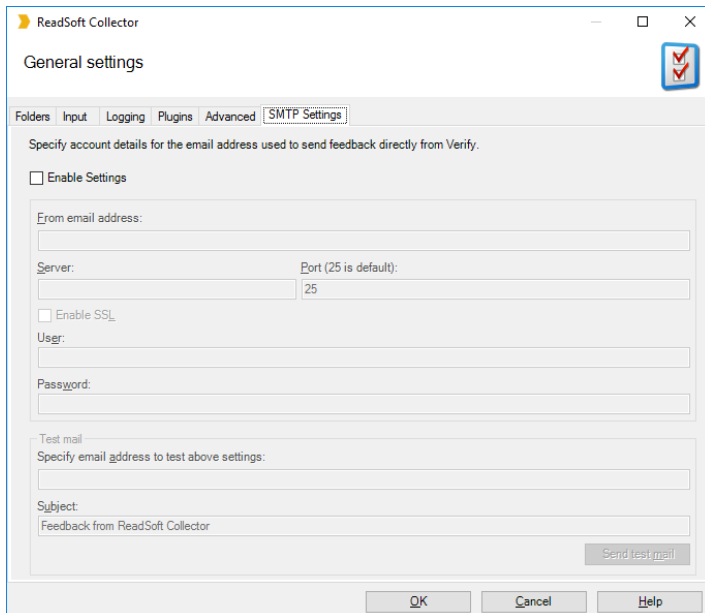 ReadSoft Collector
General settings
Folders Input Logging Plugins Advanced SMTP Settings
Specify account details for the email address used to send feedback directly from Verify.
Enable Settings
From email address:
Server: Port (25 is default):
25
Enable SSL
User:
Password:
Test mail
Specify email address to test above settings:
Subject:
Feedback from ReadSoft Collector
Send test mail
OK Cancel Help